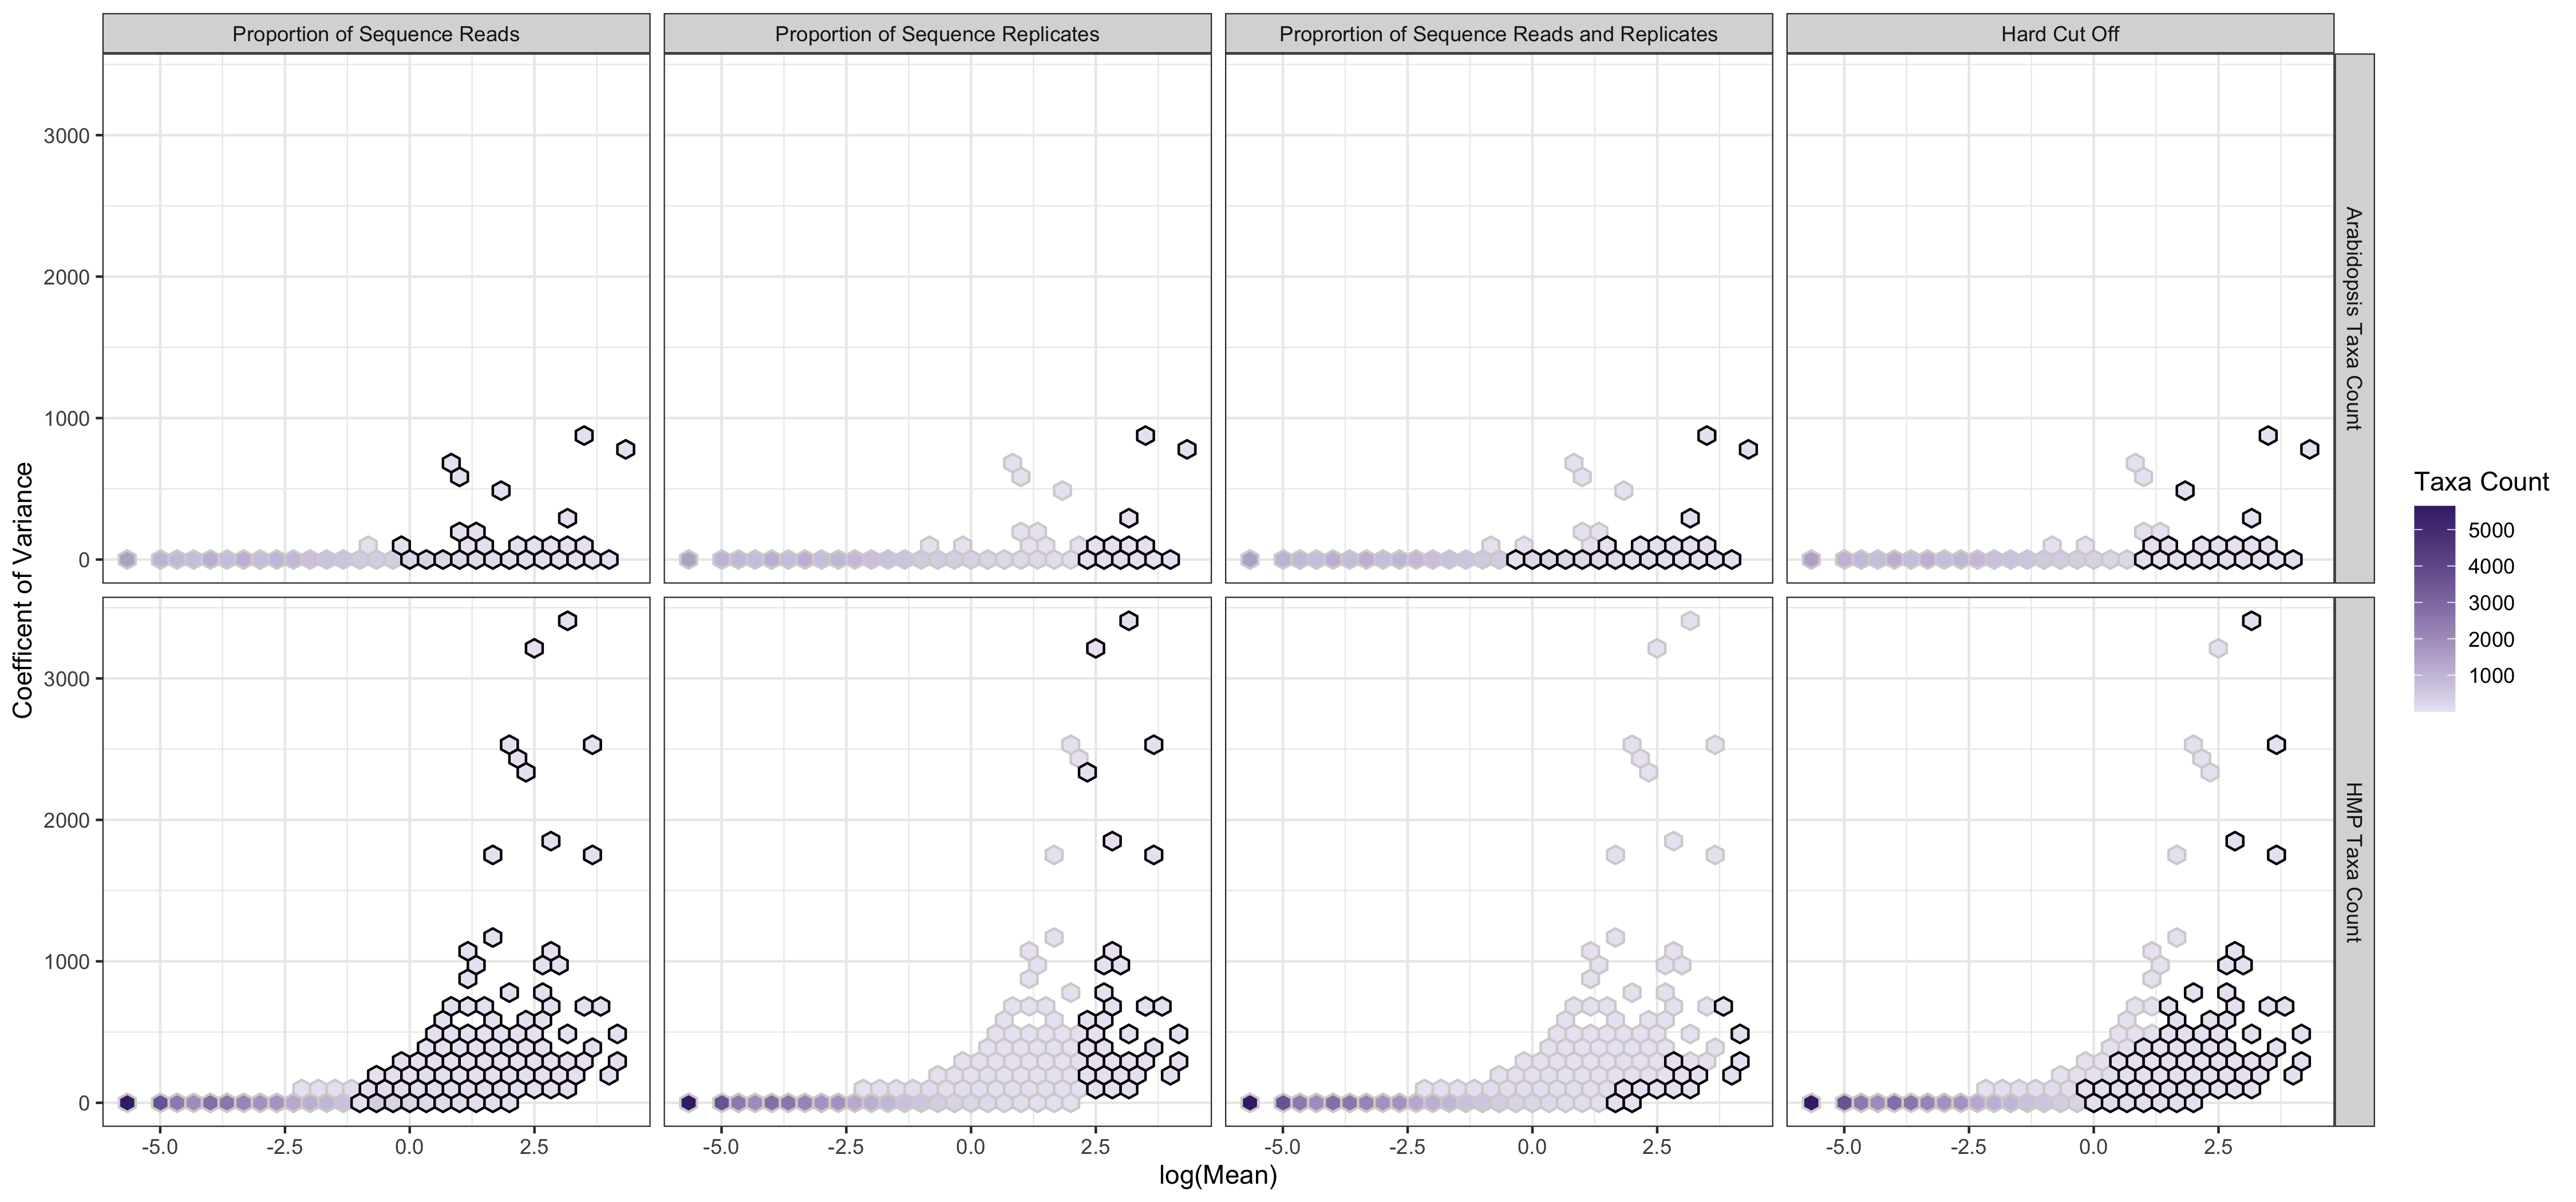 Proportion of Sequence Reads
Proportion of Sequence Replicates
Proprortion of Sequence Reads and Replicates
Hard Cut Off
3000
2000
1000
0
Arabidopsis Taxa Count
3000
2000
1000
0
HMP Taxa Count
Coefficent of Variance
-5.0 -2.5 0.0 2.5
-5.0 -2.5 0.0 2.5
-5.0 -2.5 0.0 2.5
-5.0 -2.5 0.0 2.5
log(Mean)
Taxa Count
5000
4000
3000
2000
1000